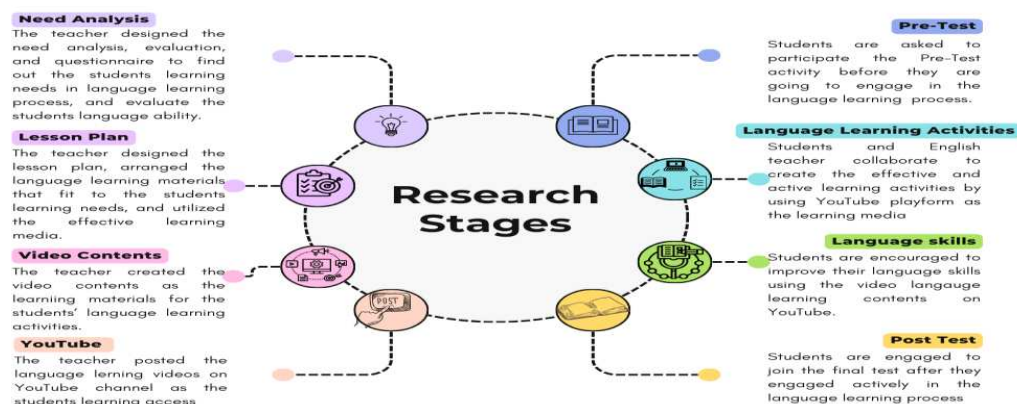 Need Analysis
The teacher designed the
need analysis, evaluation,
and questionnaire to find
out the students learning
needs in language learning
process, and evaluate the
students language ability.
Lesson Plan
The teacher designed the
lesson plan, arranged the
language learning materials
that fit to the students
learning needs, and utilized
the effective learning
media.
Video Contents
The teacher created the
video contents as the
learniing materials for the
students' language learning
activities.
YouTube
The teacher posted the
language lerning videos on
YouTube channel as the
students learning access
Research
Stages
POST
Pre-Test
Students are asked to
participate the Pre-Test
activity before they are
going to engage in the
language learning process.
Language Learning Activities
Students and English
teacher collaborate to
create the effective and
active learning activities by
using YouTube playform as
the learning media
Language skills
Students are encouraged to
improve their language skills
using the video langauge
learning contents on
YouTube.
Post Test
Students are engaged to
join the final test after they
engaged actively in the
language learning process